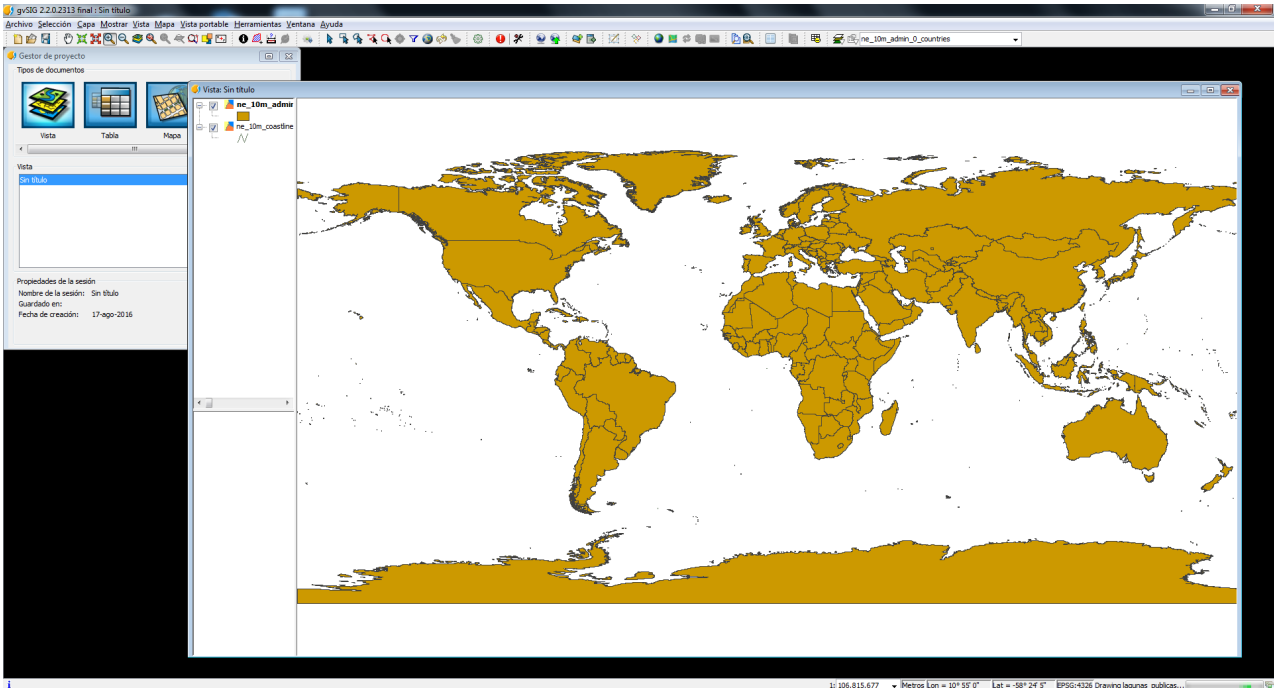 gvSIG 2.2.0.2313 final : Sin título
Archivo Selección Capa Mostrar Vista Mapa Vista portable Herramientas Ventana Ayuda
ne_10m_admin_0_countries
Gestor de proyecto
Tipos de documentos
Vista Tabla Mapa
Vista
Sin título
Propiedades de la sesión
Nombre de la sesión: Sin título
Guardado en:
Fecha de creación: 17-ago-2016
Vista: Sin título
ne_10m_admir
ne_10m_coastline
1: 106.815.677 Metros Lon = 10° 55' 0" Lat = -58° 24' 5" EPSG:4326 Drawing lagunas_publicas...